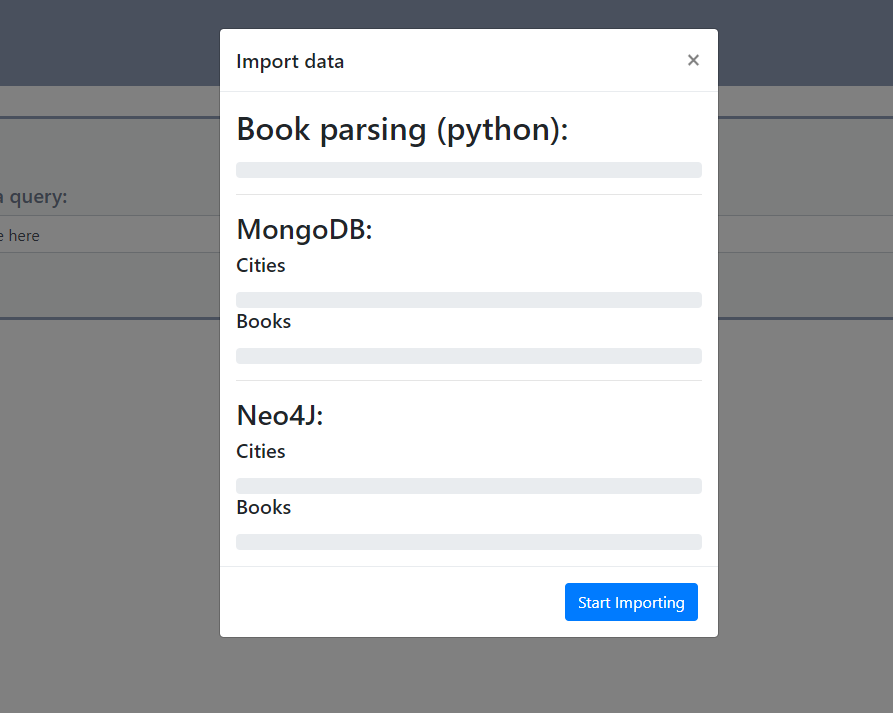 Import data ×
Book parsing (python):
query:
MongoDB:
here
Cities
Books
Neo4J:
Cities
Books
Start Importing